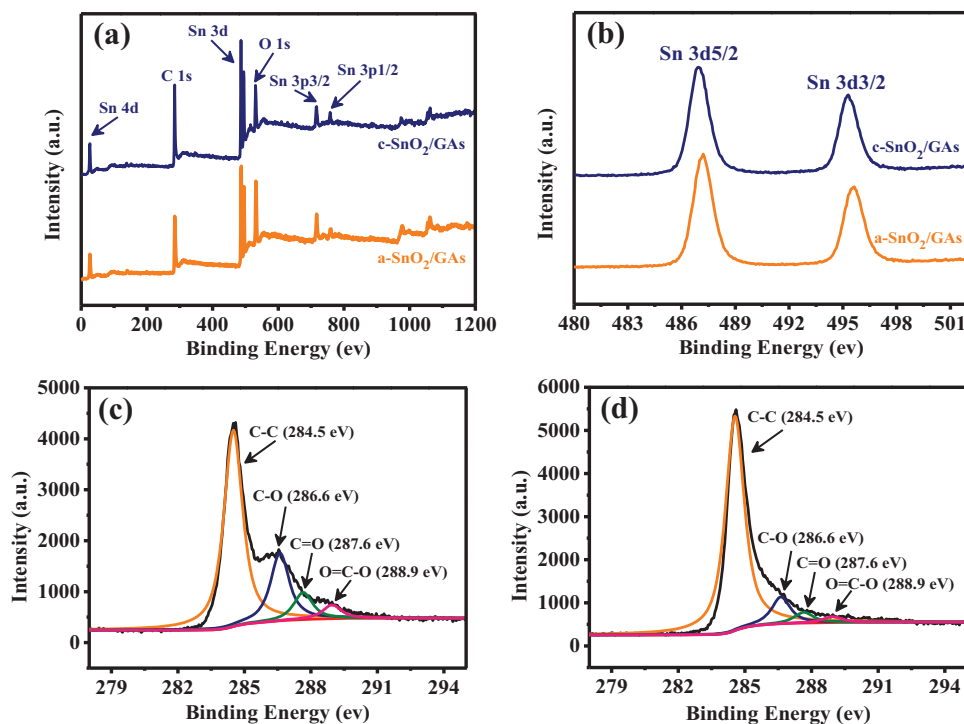 (a)
Sn 3d
O 1s
C 1s
Sn 3p3/2
Sn 3p1/2
Sn 4d
c-SnO2/GAs
a-SnO2/GAs
Intensity (a.u.)
0 200 400 600 800 1000 1200
Binding Energy (ev)
(b)
Sn 3d5/2
Sn 3d3/2
c-SnO2/GAs
a-SnO2/GAs
Intensity (a.u.)
480 483 486 489 492 495 498 501
Binding Energy (ev)
(c)
5000
4000
3000
2000
1000
0
C-C (284.5 eV)
C-O (286.6 eV)
C=O (287.6 eV)
O=C-O (288.9 eV)
Intensity (a.u.)
279 282 285 288 291 294
Binding Energy (ev)
(d)
6000
5000
4000
3000
2000
1000
0
C-C (284.5 eV)
C-O (286.6 eV)
C=O (287.6 eV)
O=C-O (288.9 eV)
Intensity (a.u.)
279 282 285 288 291 294
Binding Energy (ev)